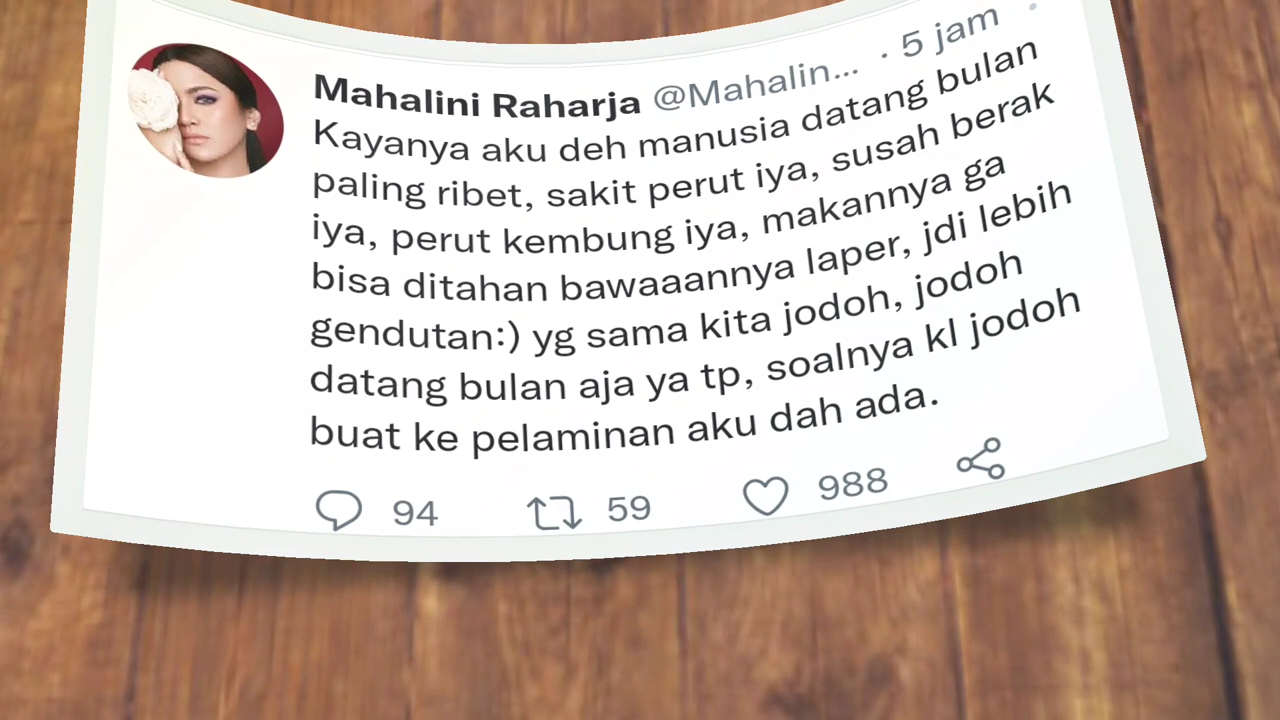 Mahalini Raharja @Mahalin... · 5 jam
Kayanya aku deh manusia datang bulan
paling ribet, sakit perut iya, susah berak
iya, perut kembung iya, makannya ga
bisa ditahan bawaaannya laper, jdi lebih
gendutan:) yg sama kita jodoh, jodoh
datang bulan aja ya tp, soalnya kl jodoh
buat ke pelaminan aku dah ada.
94 59 988